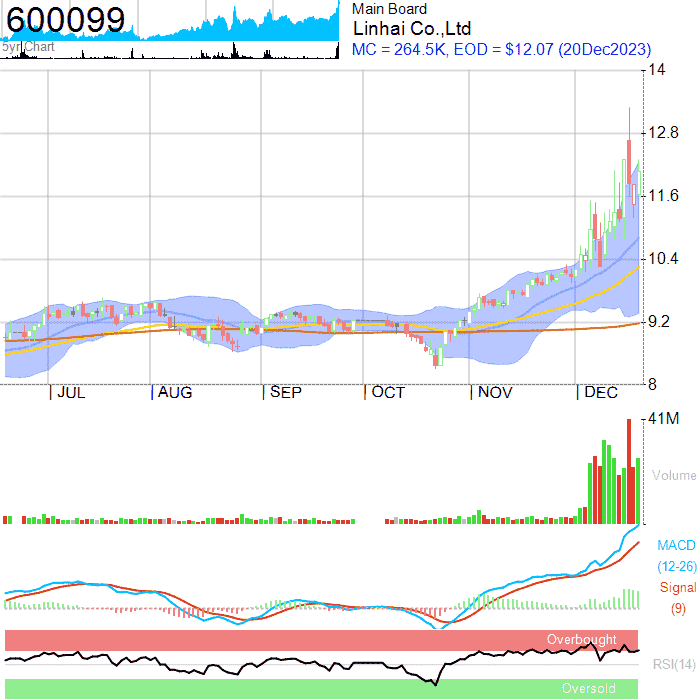 600099
5yr Chart
Main Board
Linhai Co.,Ltd
MC = 264.5K, EOD = $12.07 (20Dec2023)
14
12.8
11.6
10.4
9.2
8
JUL
AUG
SEP
OCT
NOV
DEC
41M
Volume
MACD
(12-26)
Signal
(9)
Overbought
RSI(14)
Oversold